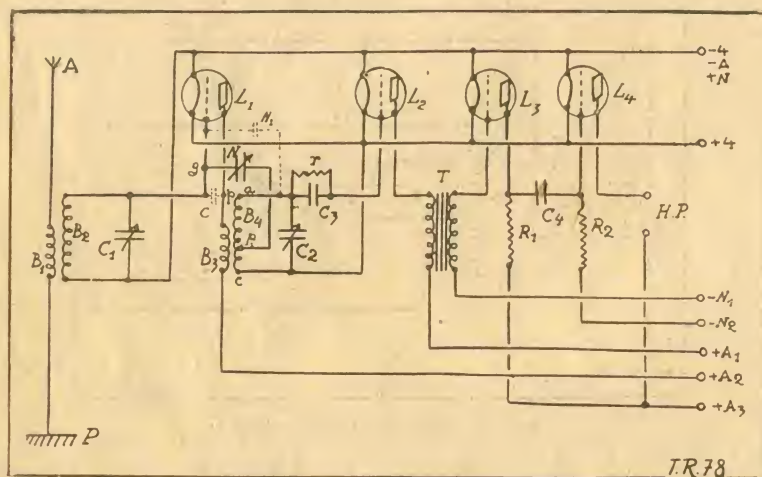 A
L₁
L₂
L₃
L₄
-4
-A
+N
+4
N₁
N
g
r
C
P
a
T
H.P.
B₁
B₂
C₁
B₃
B₄
R
c
C₂
C₃
C₄
R₁
R₂
-N₁
-N₂
+A₁
+A₂
+A₃
P
T.R.78